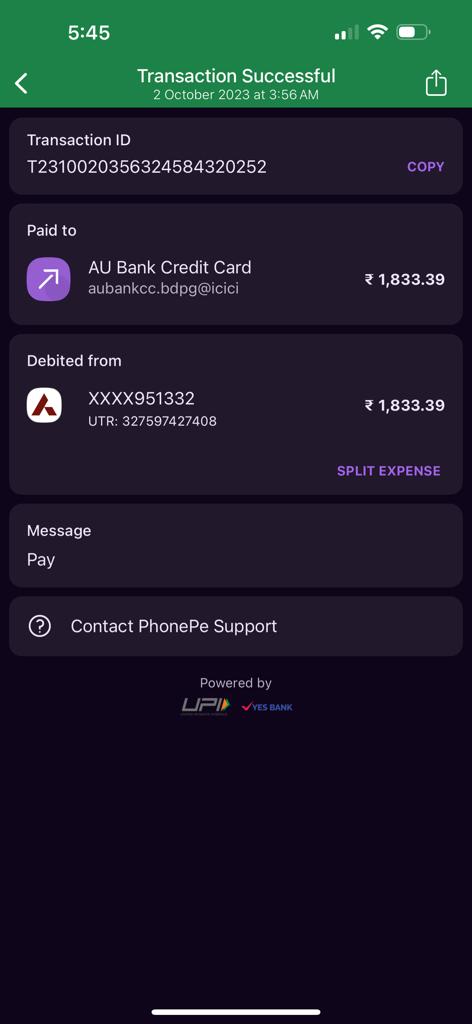 5:45
Transaction Successful
2 October 2023 at 3:56 AM
Transaction ID
T2310020356324584320252
COPY
Paid to
AU Bank Credit Card
₹ 1,833.39
aubankcc.bdpg@icici
Debited from
XXXX951332
₹ 1,833.39
UTR: 327597427408
SPLIT EXPENSE
Message
Pay
Contact PhonePe Support
Powered by
UPI YES BANK